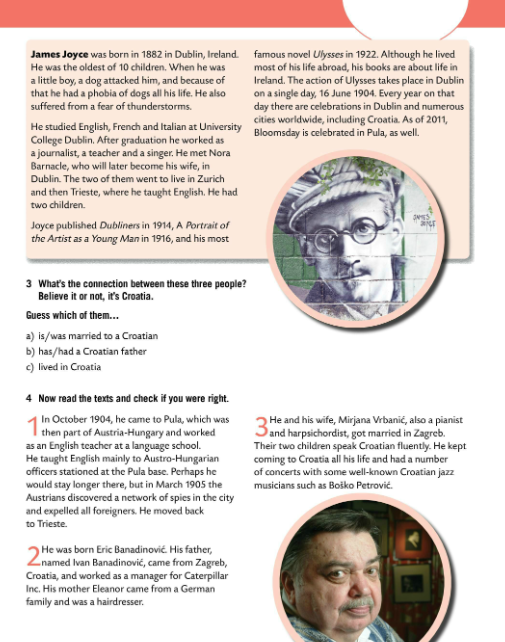 James Joyce was born in 1882 in Dublin, Ireland.
He was the oldest of 10 children. When he was
a little boy, a dog attacked him, and because of
that he had a phobia of dogs all his life. He also
suffered from a fear of thunderstorms.
He studied English, French and Italian at University
College Dublin. After graduation he worked as
a journalist, a teacher and a singer. He met Nora
Barnacle, who will later become his wife, in
Dublin. The two of them went to live in Zurich
and then Trieste, where he taught English. He had
two children.
Joyce published Dubliners in 1914, A Portrait of
the Artist as a Young Man in 1916, and his most
famous novel Ulysses in 1922. Although he lived
most of his life abroad, his books are about life in
Ireland. The action of Ulysses takes place in Dublin
on a single day, 16 June 1904. Every year on that
day there are celebrations in Dublin and numerous
cities worldwide, including Croatia. As of 2011,
Bloomsday is celebrated in Pula, as well.
JAMES
JOYCE
3 What's the connection between these three people?
Believe it or not, it's Croatia.
Guess which of them...
a) is/was married to a Croatian
b) has/had a Croatian father
c) lived in Croatia
4 Now read the texts and check if you were right.
1 In October 1904, he came to Pula, which was
then part of Austria-Hungary and worked
as an English teacher at a language school.
He taught English mainly to Austro-Hungarian
officers stationed at the Pula base. Perhaps he
would stay longer there, but in March 1905 the
Austrians discovered a network of spies in the city
and expelled all foreigners. He moved back
to Trieste.
2 He was born Eric Banadinović. His father,
named Ivan Banadinović, came from Zagreb,
Croatia, and worked as a manager for Caterpillar
Inc. His mother Eleanor came from a German
family and was a hairdresser.
3 He and his wife, Mirjana Vrbanić, also a pianist
and harpsichordist, got married in Zagreb.
Their two children speak Croatian fluently. He kept
coming to Croatia all his life and had a number
of concerts with some well-known Croatian jazz
musicians such as Boško Petrović.